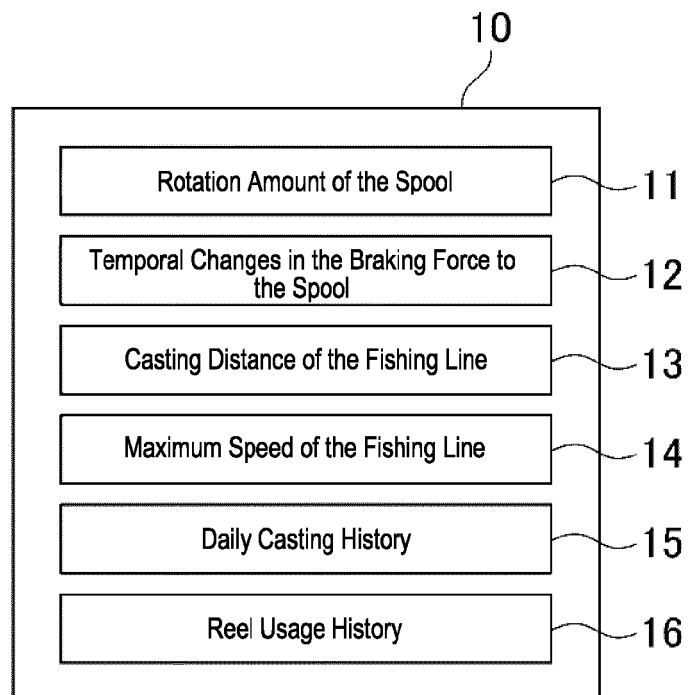 10
Rotation Amount of the Spool
11
Temporal Changes in the Braking Force to
the Spool
12
Casting Distance of the Fishing Line
13
Maximum Speed of the Fishing Line
14
Daily Casting History
15
Reel Usage History
16